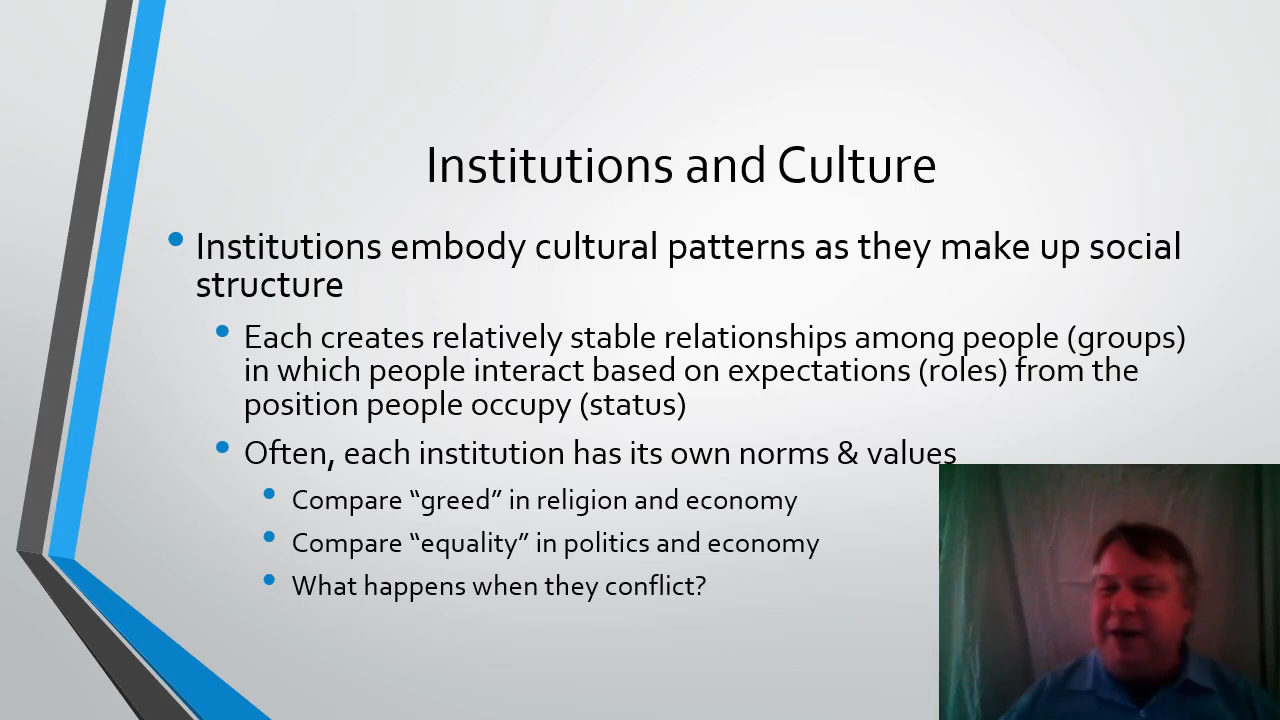 Institutions and Culture
Institutions embody cultural patterns as they make up social
structure
Each creates relatively stable relationships among people (groups)
in which people interact based on expectations (roles) from the
position people occupy (status)
Often, each institution has its own norms & values
Compare “greed” in religion and economy
Compare “equality” in politics and economy
What happens when they conflict?